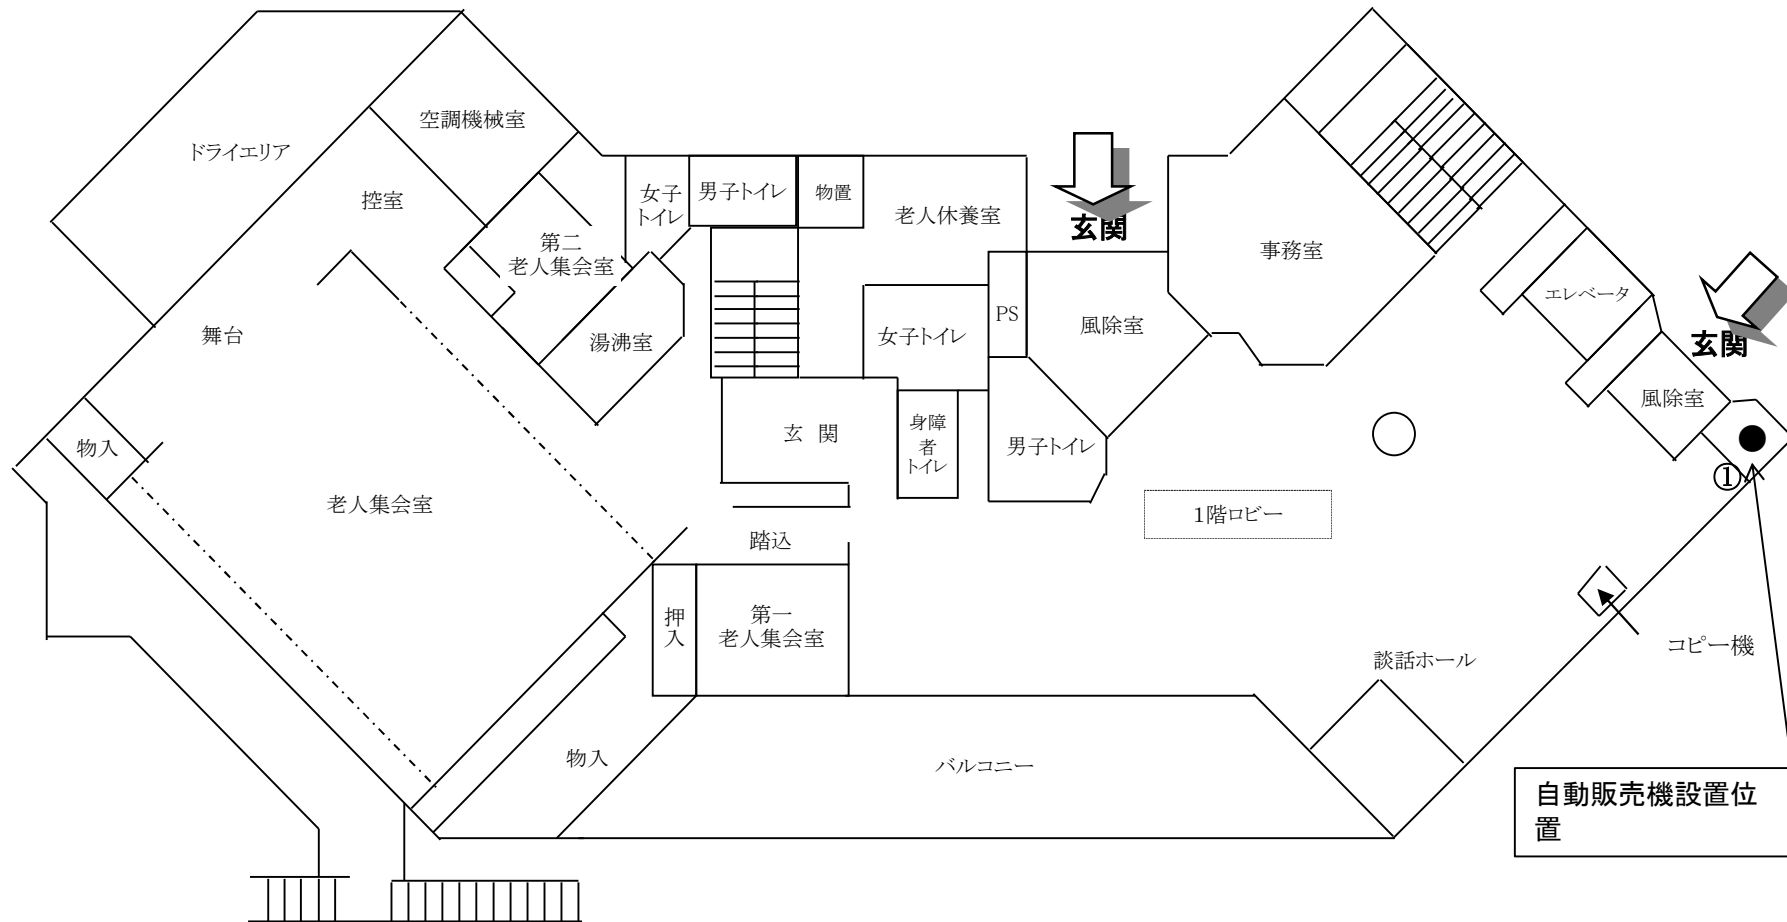 空調機械室
ドライエリア
控室
女子
トイレ
男子トイレ
物置
老人休養室
玄関
事務室
第二
老人集会室
エレベータ
PS
風除室
玄関
舞台
湯沸室
女子トイレ
風除室
物入
玄 関
身障
者
トイレ
男子トイレ
①
老人集会室
1階ロビー
踏込
押
入
第一
老人集会室
コピー機
談話ホール
物入
バルコニー
自動販売機設置位
置